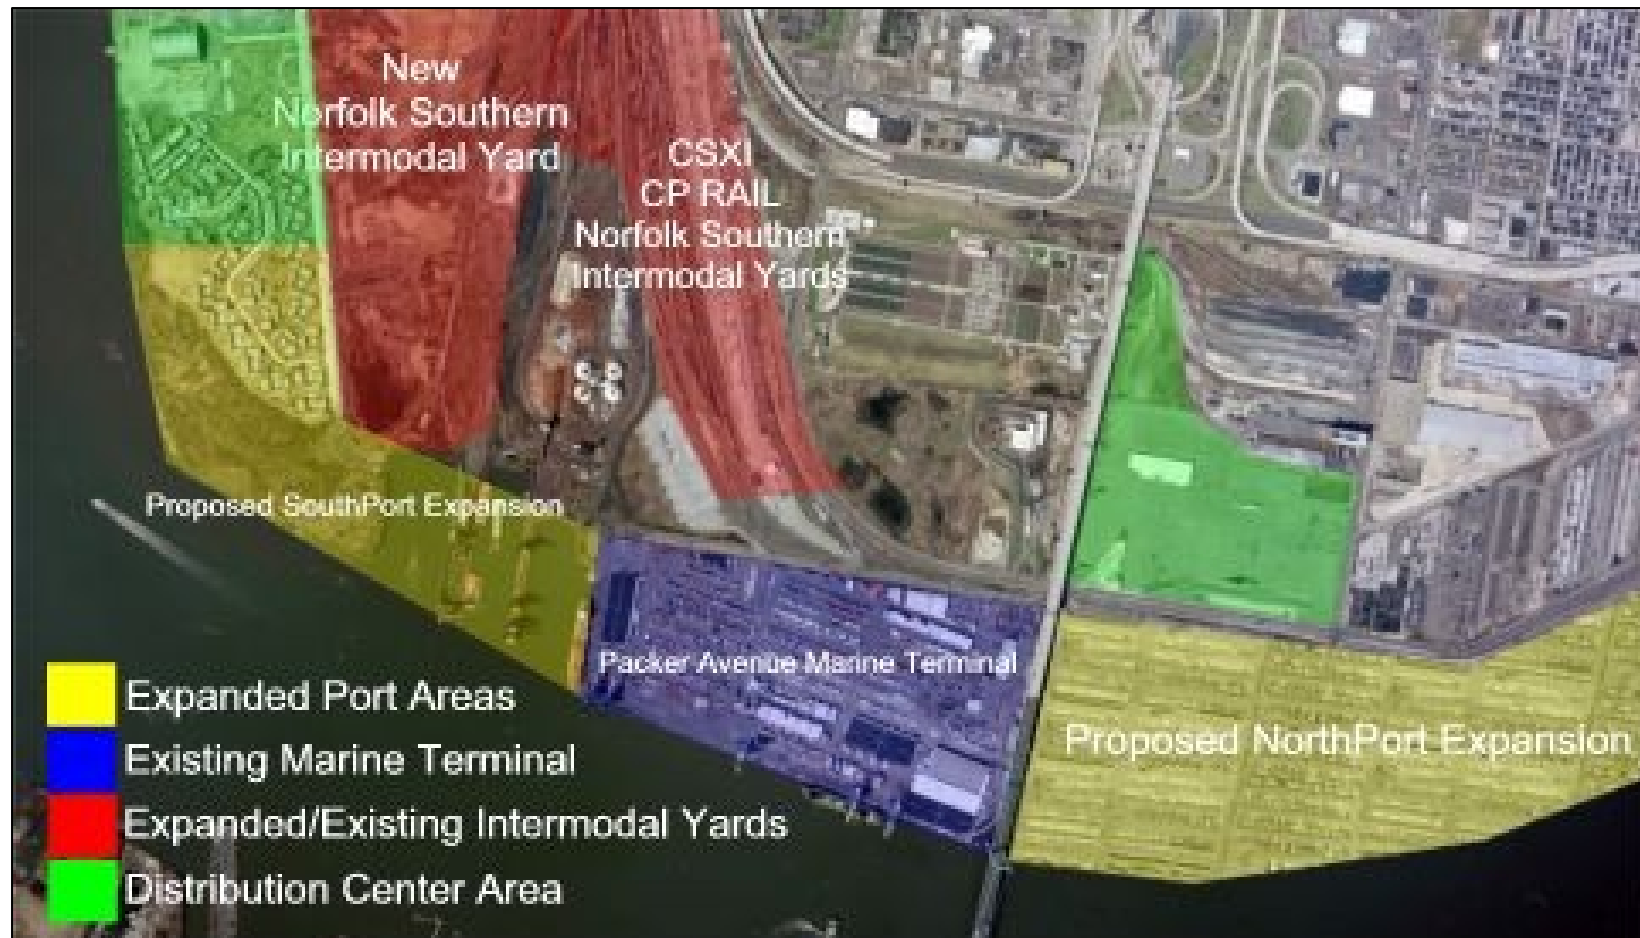 New
Norfolk Southern
Intermodal Yard
CSXI
CP RAIL
Norfolk Southern
Intermodal Yards
Proposed SouthPort Expansion
Packer Avenue Marine Terminal
Proposed NorthPort Expansion
Expanded Port Areas
Existing Marine Terminal
Expanded/Existing Intermodal Yards
Distribution Center Area